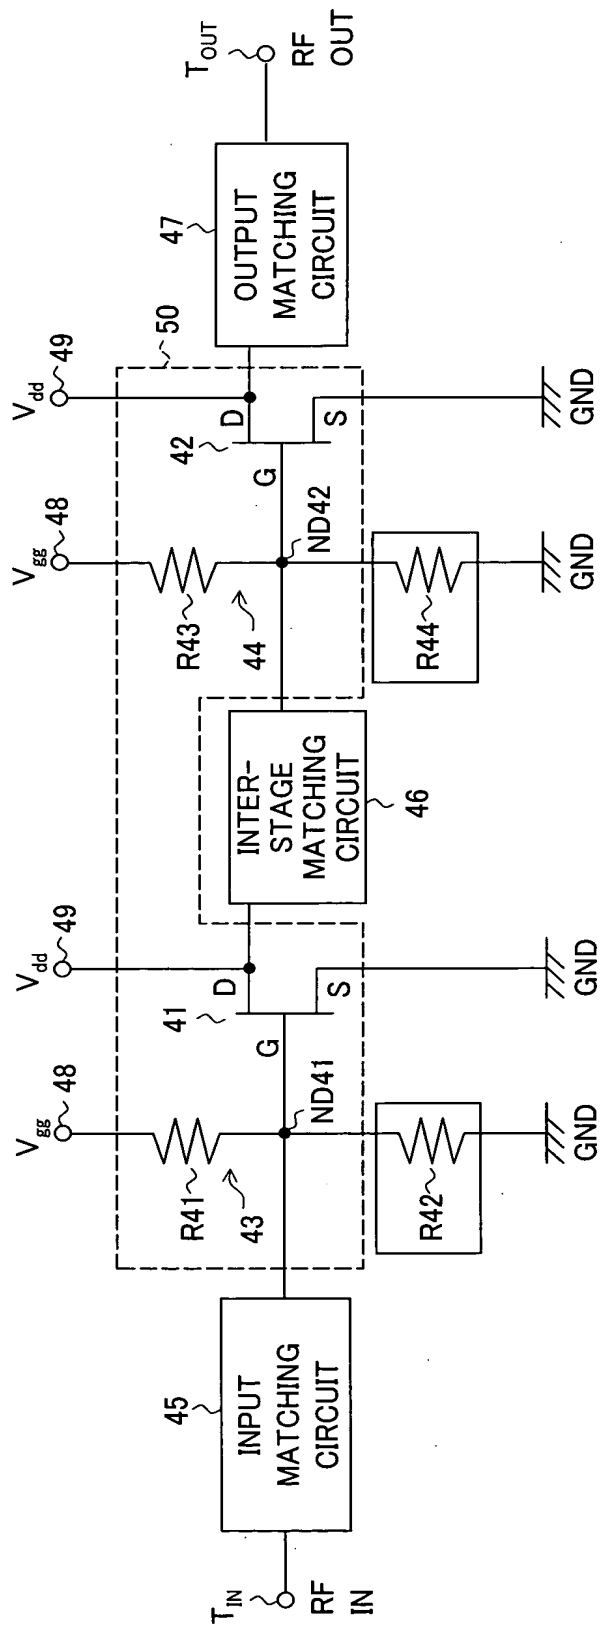 T_OUT
RF
OUT
47
OUTPUT
MATCHING
CIRCUIT
50
49
V_dd
D
42
S
G
GND
48
V_gg
R43
44
ND42
R44
GND
INTER-
STAGE
MATCHING
CIRCUIT
46
49
V_dd
D
41
S
G
GND
48
V_gg
R41
43
ND41
R42
GND
45
INPUT
MATCHING
CIRCUIT
T_IN
RF
IN